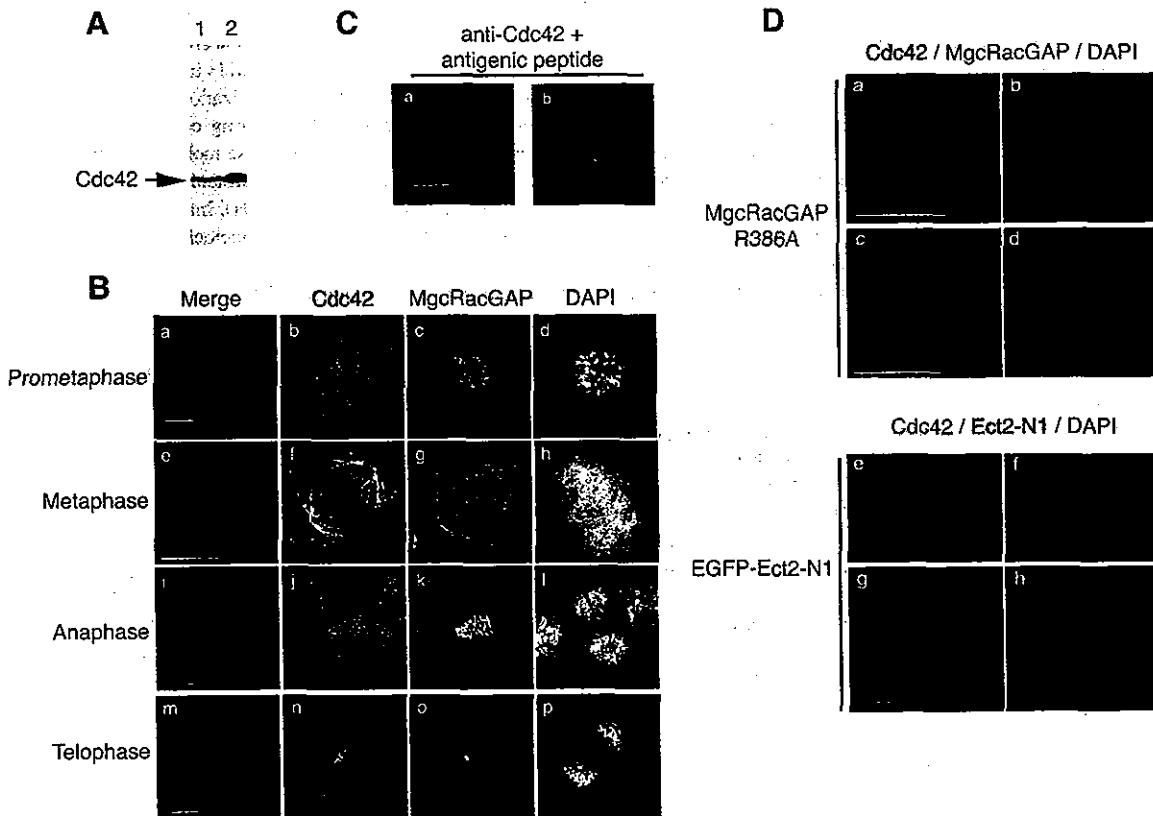 A
1 2
Cdc42
C
anti-Cdc42 +
antigenic peptide
a b
B
Merge Cdc42 MgcRacGAP DAPI
Prometaphase
a b c d
Metaphase
e f g h
Anaphase
i j k l
Telophase
m n o p
D
Cdc42 / MgcRacGAP / DAPI
MgcRacGAP
R386A
a b
c d
Cdc42 / Ect2-N1 / DAPI
EGFP-Ect2-N1
e f
g h